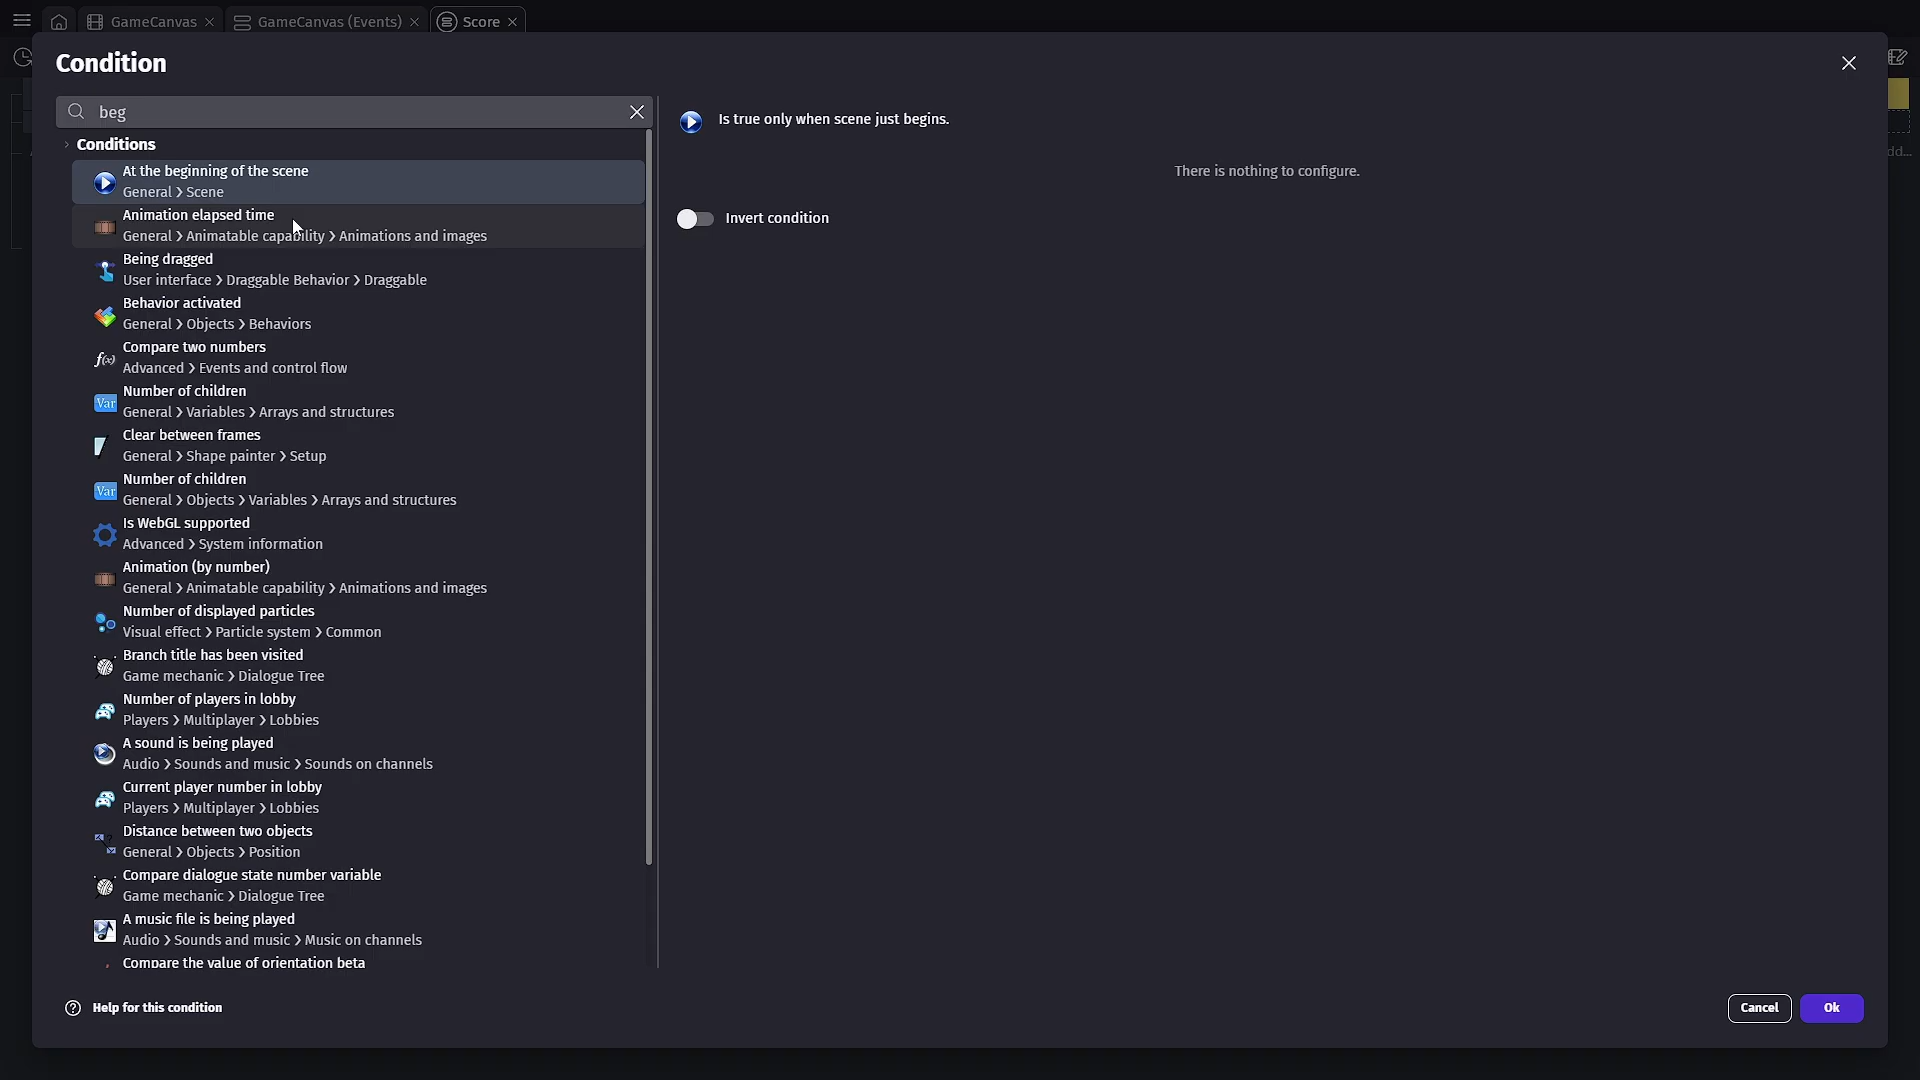 GameCanvas
GameCanvas (Events)
Score
Condition
beg
Conditions
At the beginning of the scene
General > Scene
Animation elapsed time
General > Animatable capability > Animations and images
Being dragged
User interface > Draggable Behavior > Draggable
Behavior activated
General > Objects > Behaviors
f(x)
Compare two numbers
Advanced > Events and control flow
Var
Number of children
General > Variables > Arrays and structures
Clear between frames
General > Shape painter > Setup
Var
Number of children
General > Objects > Variables > Arrays and structures
Is WebGL supported
Advanced > System information
Animation (by number)
General > Animatable capability > Animations and images
Number of displayed particles
Visual effect > Particle system > Common
Branch title has been visited
Game mechanic > Dialogue Tree
Number of players in lobby
Players > Multiplayer > Lobbies
A sound is being played
Audio > Sounds and music > Sounds on channels
Current player number in lobby
Players > Multiplayer > Lobbies
Distance between two objects
General > Objects > Position
Compare dialogue state number variable
Game mechanic > Dialogue Tree
A music file is being played
Audio > Sounds and music > Music on channels
Compare the value of orientation beta
Is true only when scene just begins.
There is nothing to configure.
Invert condition
dd...
Help for this condition
Cancel
Ok